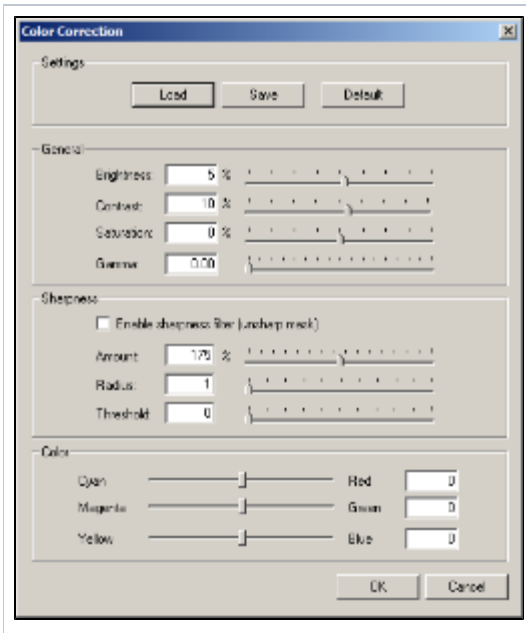 Color Correction
Settings
Load Save Default
General
Brightness: 5 %
Contrast: 10 %
Saturation: 0 %
Gamma: 0.00
Sharpness
Enable sharpness filter (unsharp mask)
Amount: 175 %
Radius: 1
Threshold: 0
Color
Cyan Red 0
Magenta Green 0
Yellow Blue 0
OK Cancel